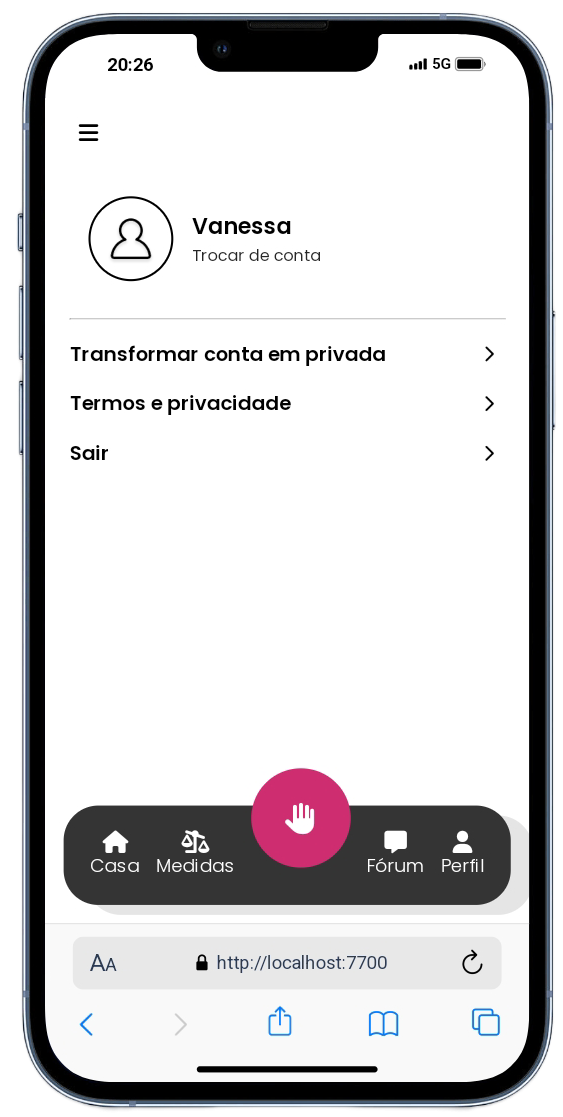 20:26
5G
Vanessa
Trocar de conta
Transformar conta em privada
Termos e privacidade
Sair
Casa
Medidas
Fórum
Perfil
AA
http://localhost:7700